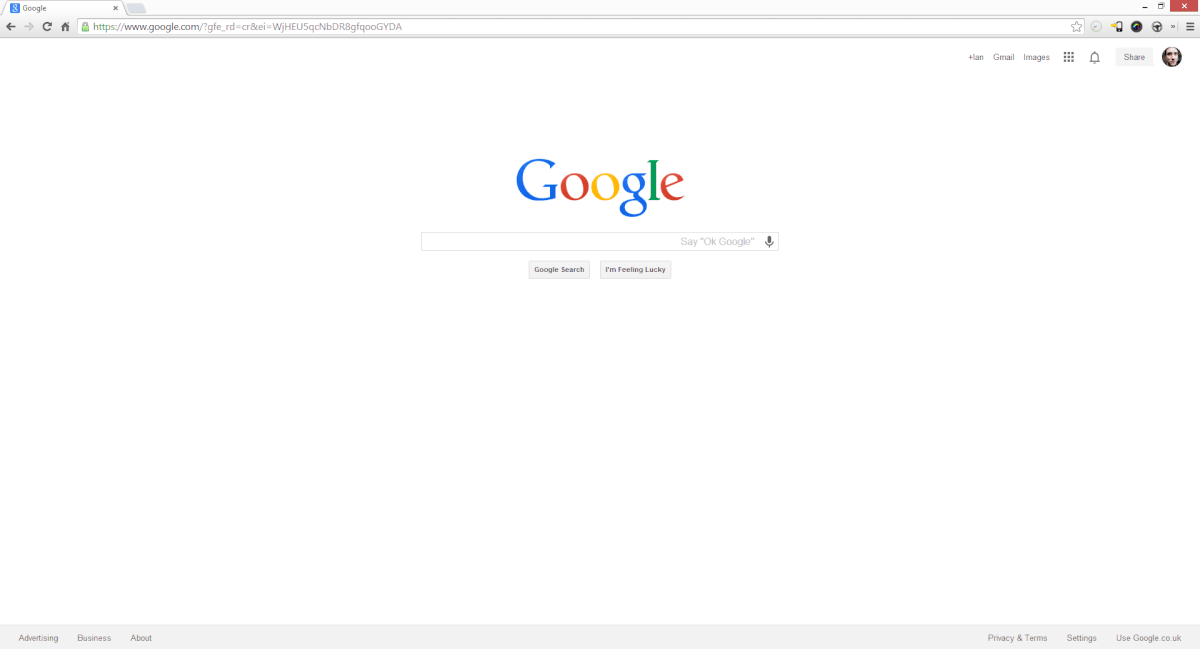 Google
https://www.google.com/?gfe_rd=cr&ei=WjHEU5qcNbDR8gfqooGYDA
+Ian Gmail Images Share
Google
Say "Ok Google"
Google Search I'm Feeling Lucky
Advertising Business About Privacy & Terms Settings Use Google.co.uk